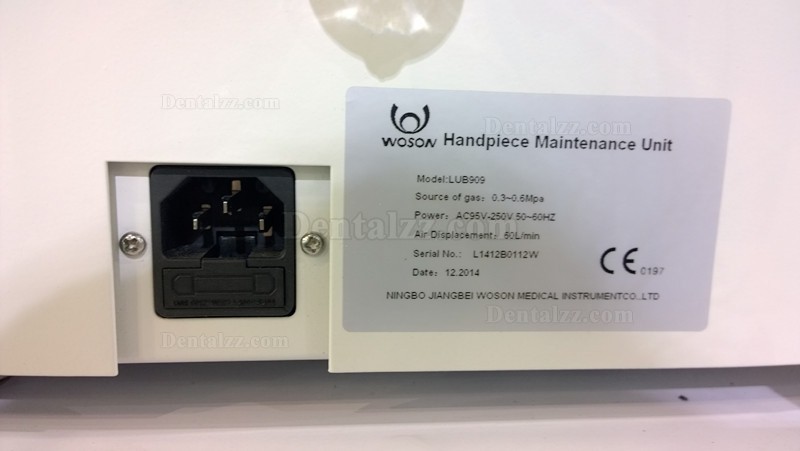 Dentalzz.com
WOSON Handpiece Maintenance Unit
Dentalzz.com
Model:LUB909
Source of gas: 0.3~0.6Mpa
Power: AC95V-250V 50~60HZ
Dentalzz.com
Air Displacement: 60L/min
Serial No.: L1412B0112W
Date: 12.2014
CE 0197
NINGBO JIANGBEI WOSON MEDICAL INSTRUMENTCO.,LTD
Dentalzz.com
Dentalzz.com